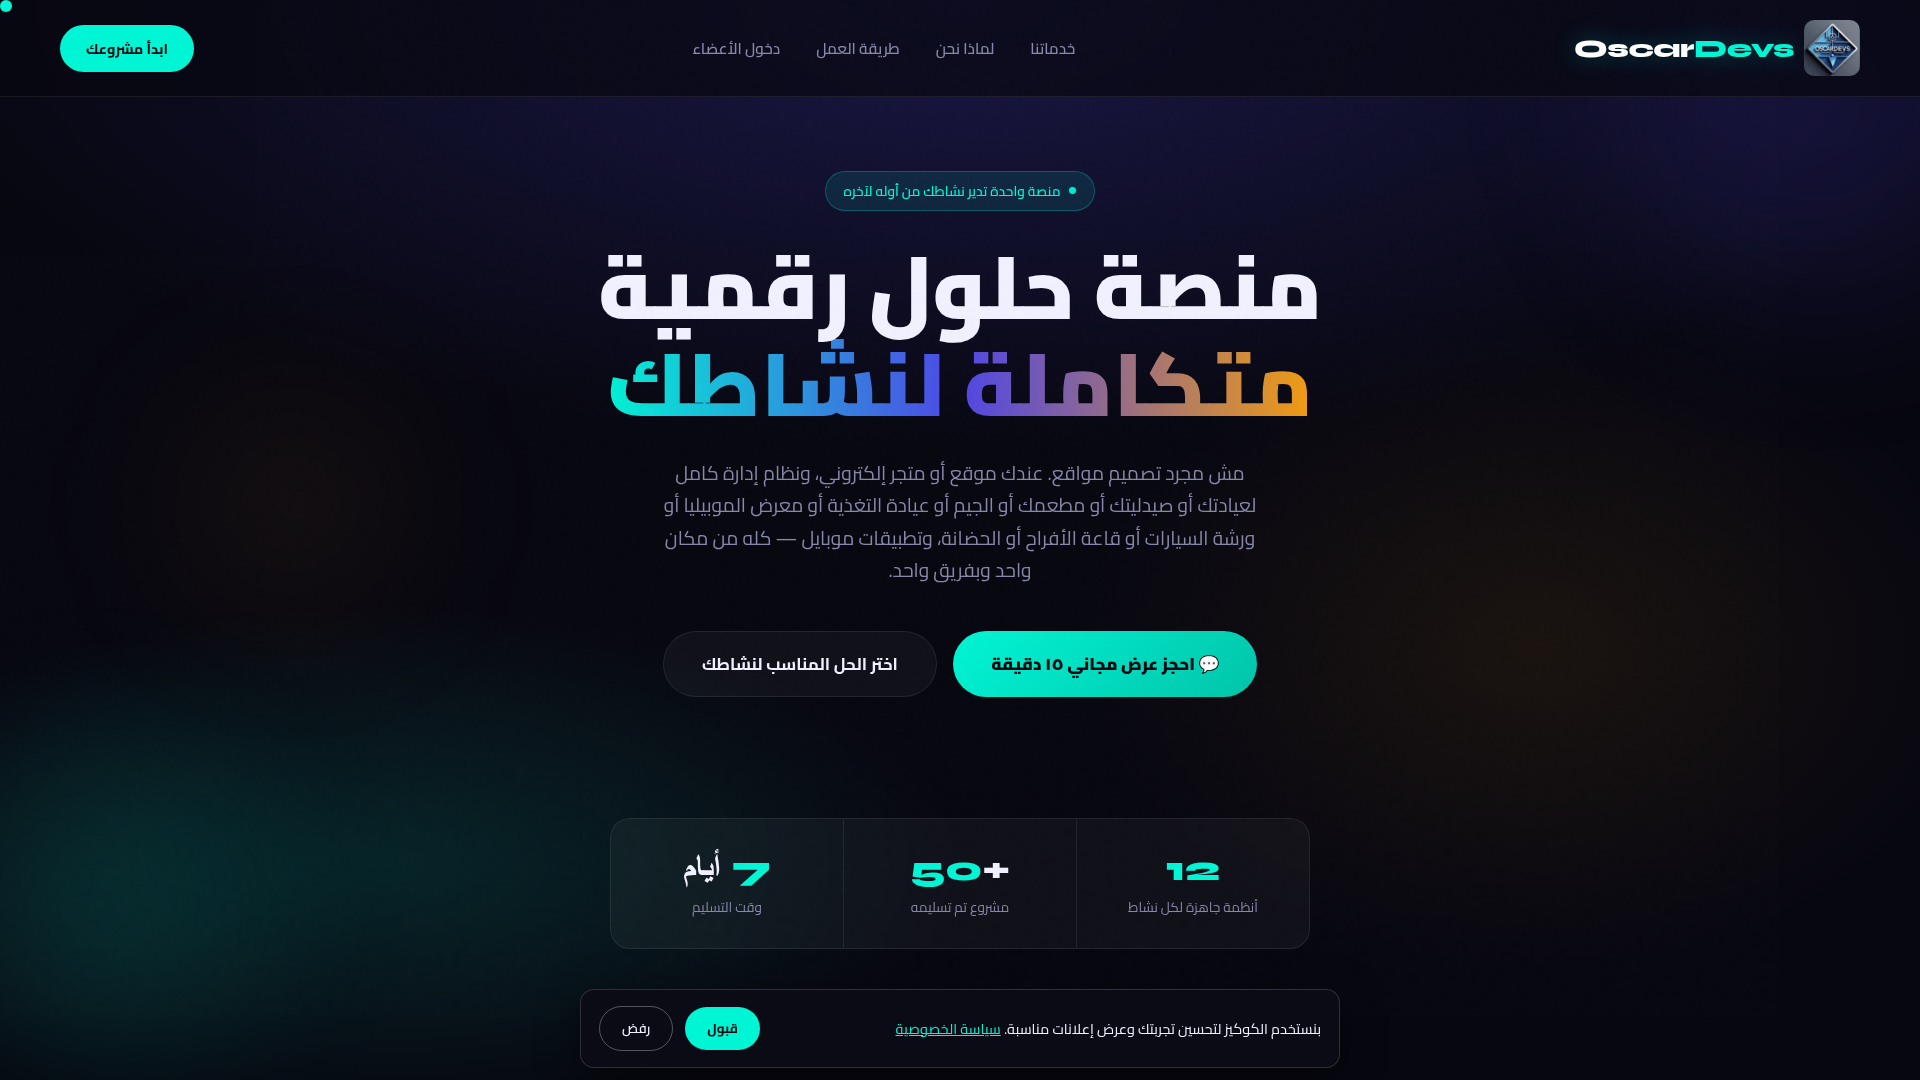 OscarDevs
OSCARDEVS
خدماتنا
لماذا نحن
طريقة العمل
دخول الأعضاء
ابدأ مشروعك
منصة واحدة تدير نشاطك من أوله لآخره
منصة حلول رقمية
متكاملة لنشاطك
مش مجرد تصميم مواقع. عندك موقع أو متجر إلكتروني، ونظام إدارة كامل
لعيادتك أو صيدليتك أو مطعمك أو الجيم أو عيادة التغذية أو معرض الموبيليا أو
ورشة السيارات أو قاعة الأفراح أو الحضانة، وتطبيقات موبايل — كله من مكان
واحد وبفريق واحد.
💬 احجز عرض مجاني ١٥ دقيقة
اختر الحل المناسب لنشاطك
12
أنظمة جاهزة لكل نشاط
50+
مشروع تم تسليمه
7 أيام
وقت التسليم
بنستخدم الكوكيز لتحسين تجربتك وعرض إعلانات مناسبة. سياسة الخصوصية
قبول
رفض